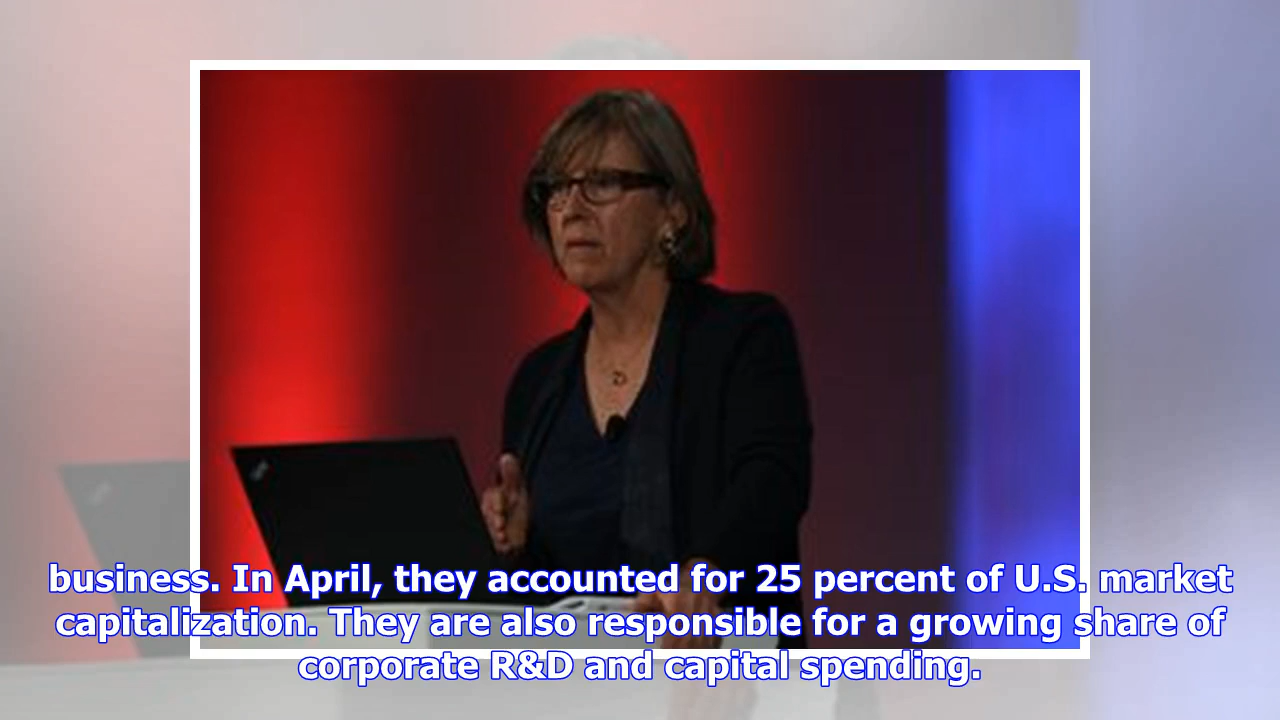 business. In April, they accounted for 25 percent of U.S. market
capitalization. They are also responsible for a growing share of
corporate R&D and capital spending.